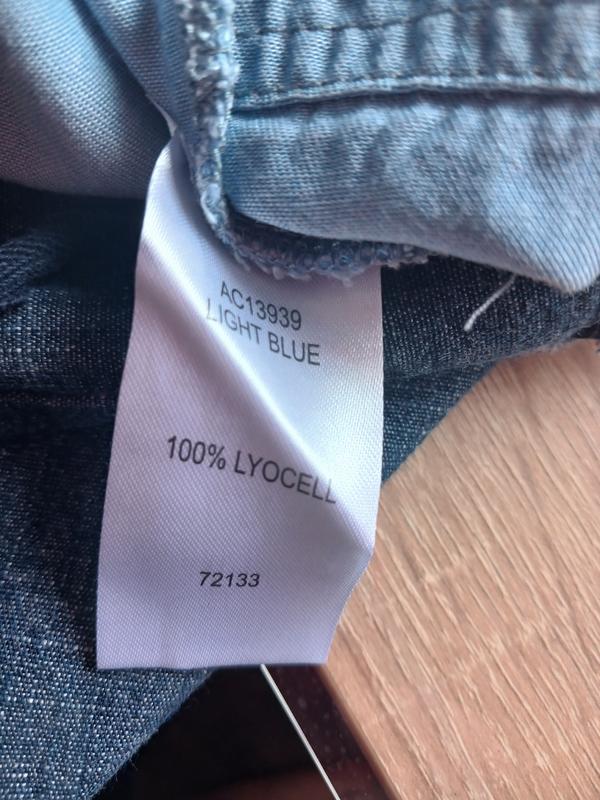 AC13939
LIGHT BLUE
100% LYOCELL
72133